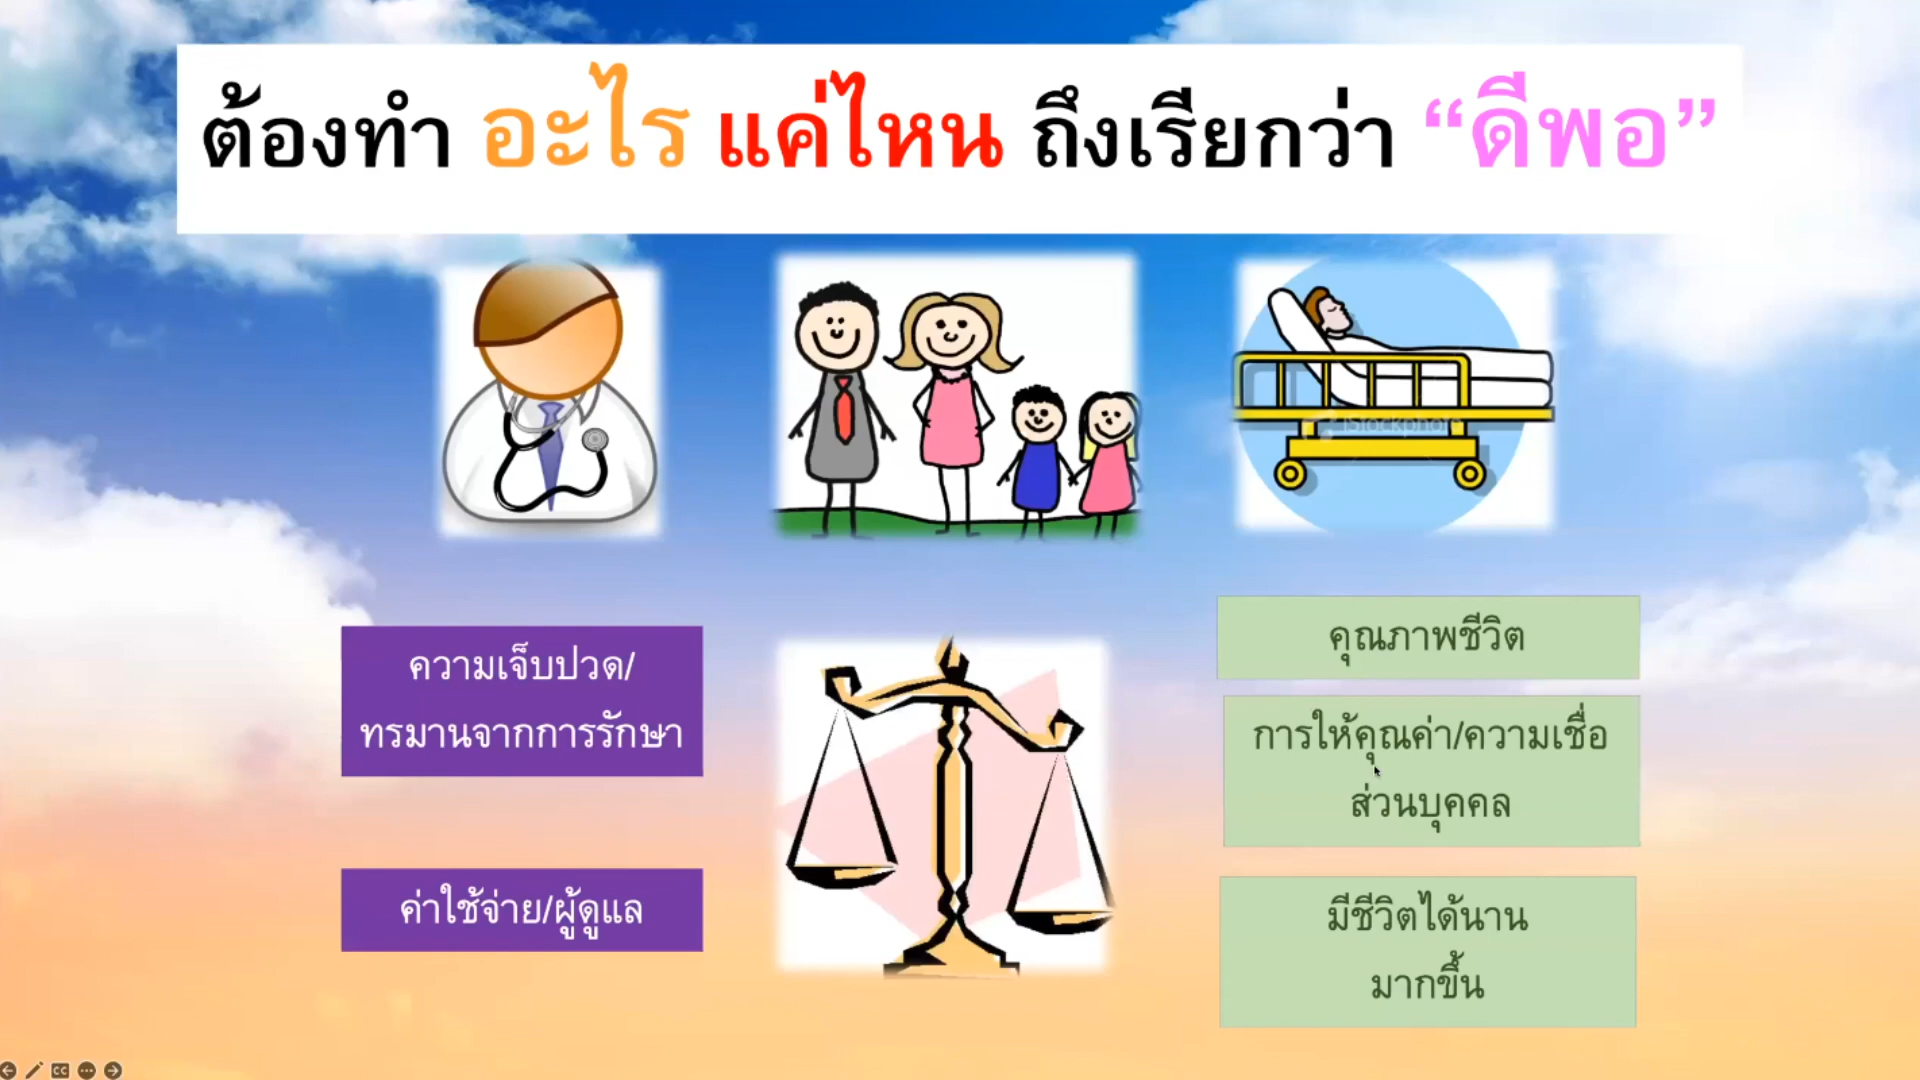 ต้องทำ อะไร แค่ไหน ถึงเรียกว่า “ดีพอ”
iStockphoto
ความเจ็บปวด/
ทรมานจากการรักษา
ค่าใช้จ่าย/ผู้ดูแล
คุณภาพชีวิต
การให้คุณค่า/ความเชื่อ
ส่วนบุคคล
มีชีวิตได้นาน
มากขึ้น
CC